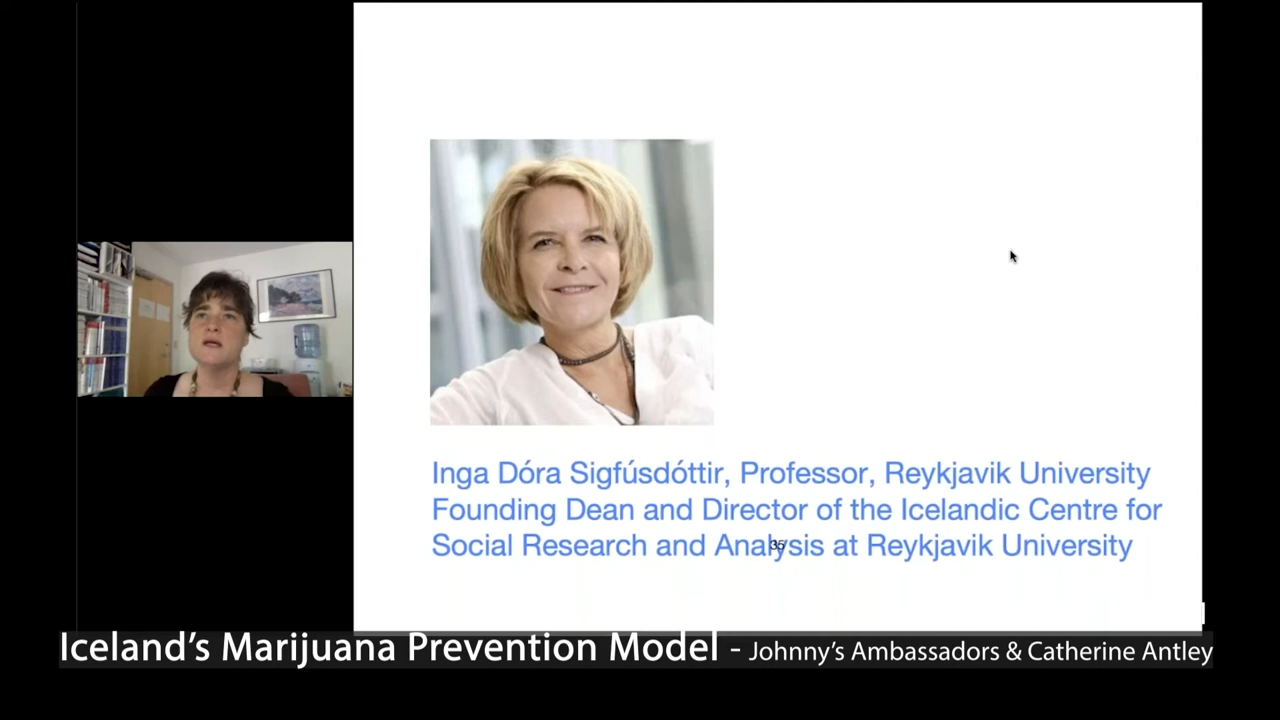 Inga Dóra Sigfúsdóttir, Professor, Reykjavik University
Founding Dean and Director of the Icelandic Centre for
Social Research and Analysis at Reykjavik University
35
Iceland's Marijuana Prevention Model - Johnny's Ambassadors & Catherine Antley